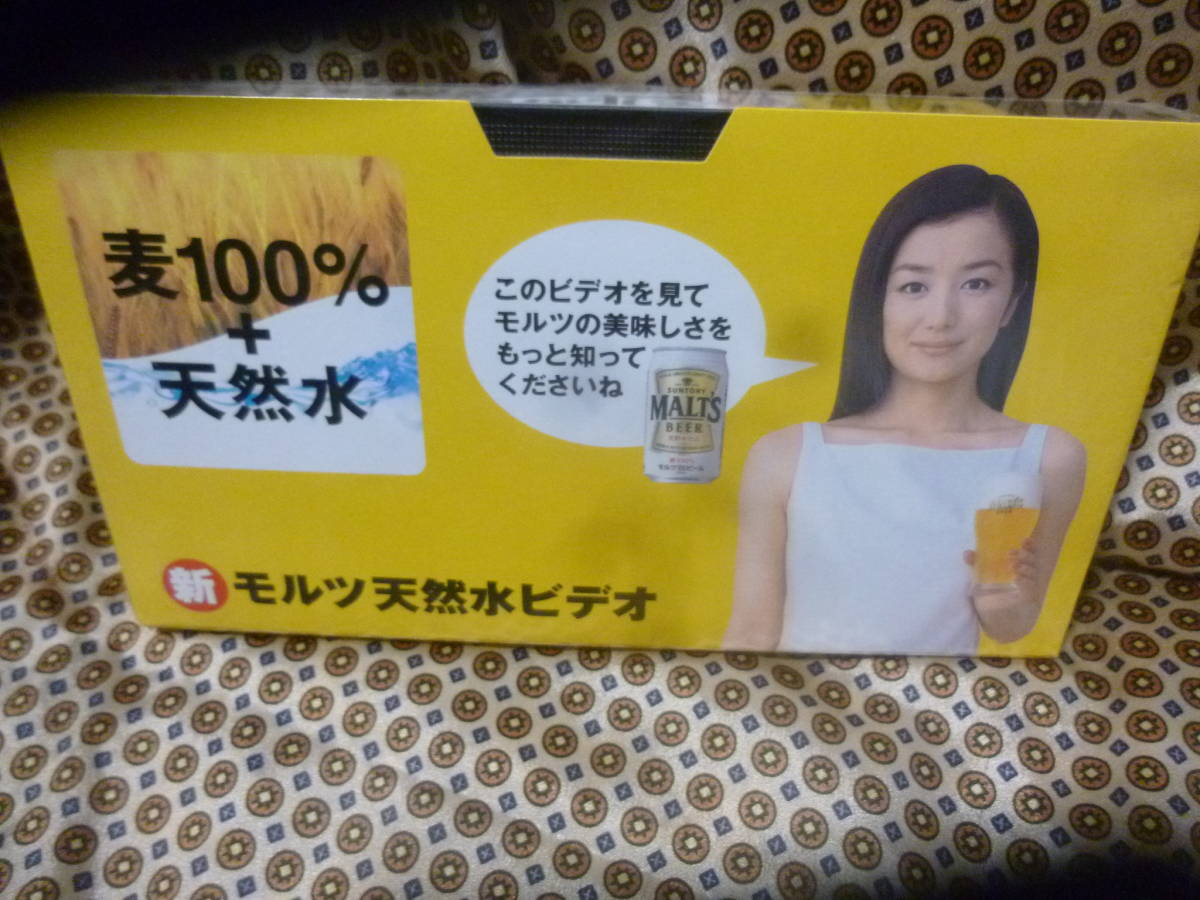 麦100%
+
天然水
このビデオを見て
モルツの美味しさを
もっと知って
くださいね
SUNTORY
MALT'S
BEER
新 モルツ天然水ビデオ